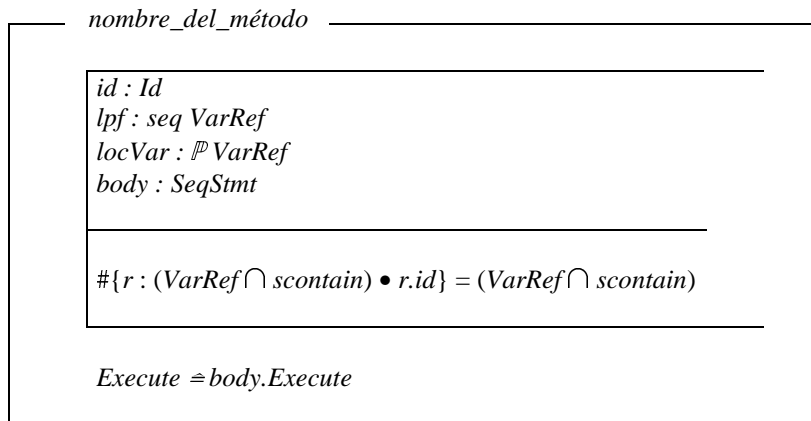 nombre_del_método
id : Id
lpf : seq VarRef
locVar : ℙ VarRef
body : SeqStmt
#{r : (VarRef ∩ scontain) • r.id} = (VarRef ∩ scontain)
Execute ≙ body.Execute